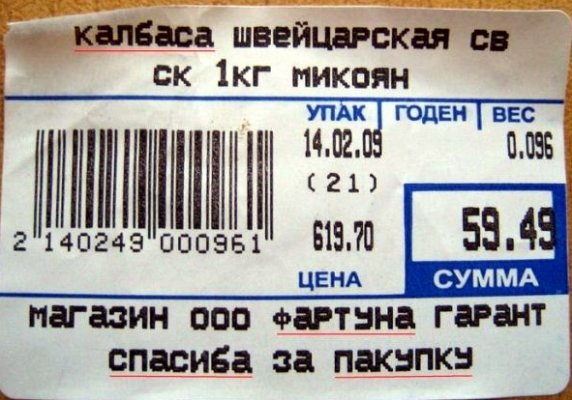 калбаса швейцарская св
ск 1кг микоян
УПАК ГОДЕН ВЕС
14.02.09 0.096
(21)
619.70 59.49
2 140249 000961
ЦЕНА СУММА
магазин ооо фартуна гарант
спасиба за пакупку